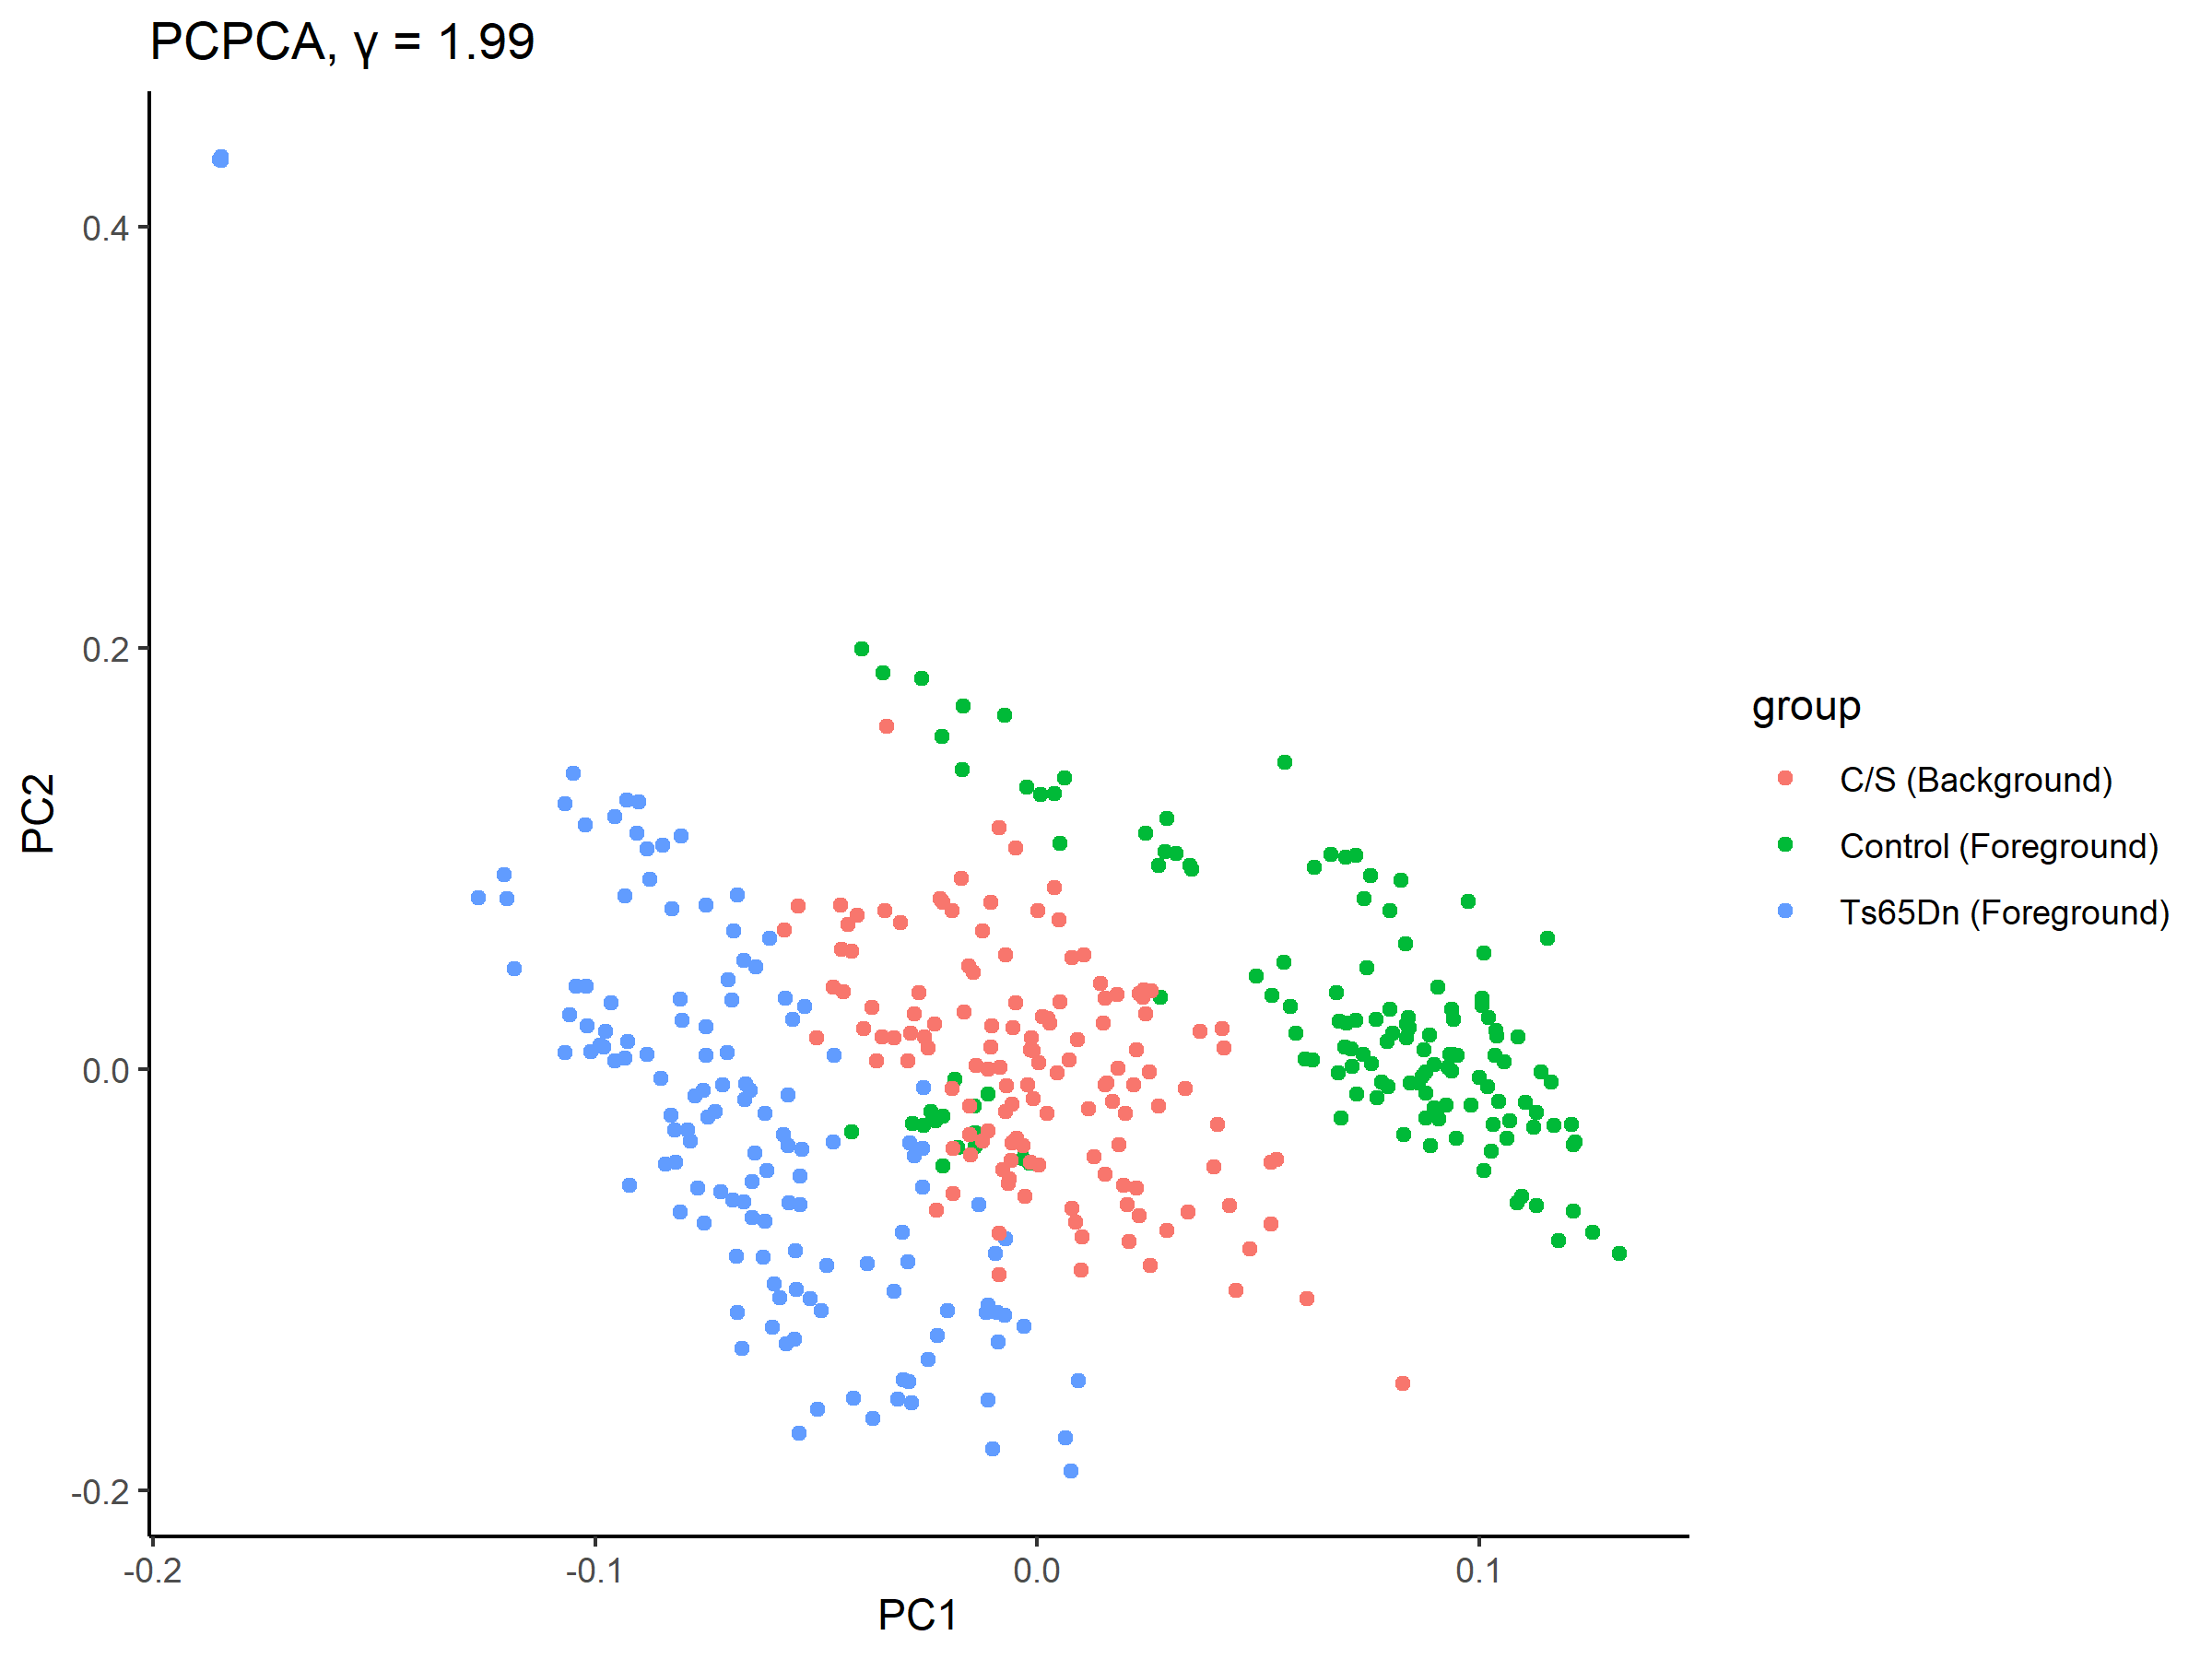 PCPCA, γ = 1.99
PC2
0.4
0.2
0.0
-0.2
-0.2
-0.1
0.0
0.1
PC1
group
C/S (Background)
Control (Foreground)
Ts65Dn (Foreground)